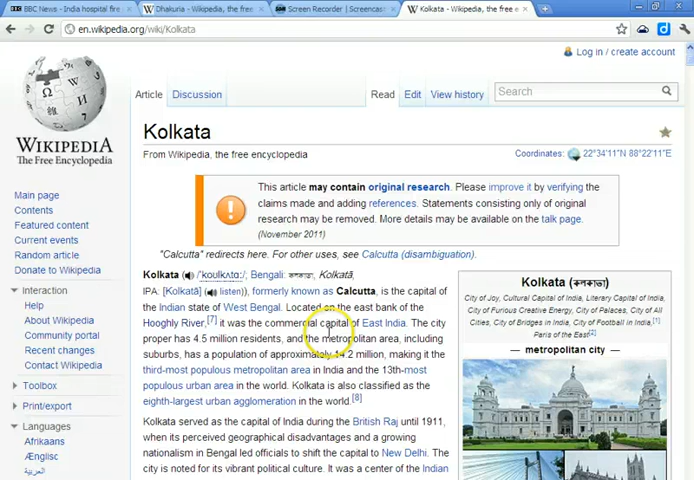 BBC News - India hospital fire
Dhakuria - Wikipedia, the free
Screen Recorder | Screencast
Kolkata - Wikipedia, the free e
en.wikipedia.org/wiki/Kolkata
Log in / create account
Article Discussion Read Edit View history Search
WIKIPEDIA
The Free Encyclopedia
Main page
Contents
Featured content
Current events
Random article
Donate to Wikipedia
Interaction
Help
About Wikipedia
Community portal
Recent changes
Contact Wikipedia
Toolbox
Print/export
Languages
Afrikaans
Ænglisc
العربية
Kolkata
From Wikipedia, the free encyclopedia
Coordinates: 22°34′11″N 88°22′11″E
This article may contain original research. Please improve it by verifying the
claims made and adding references. Statements consisting only of original
research may be removed. More details may be available on the talk page.
(November 2011)
"Calcutta" redirects here. For other uses, see Calcutta (disambiguation).
Kolkata /ˈkoʊlkʌtɑː/, Bengali: কলকাতা, Kolkatā,
IPA: [Kolkatā] (listen)), formerly known as Calcutta, is the capital of
the Indian state of West Bengal. Located on the east bank of the
Hooghly River,[7] it was the commercial capital of East India. The city
proper has 4.5 million residents, and the metropolitan area, including
suburbs, has a population of approximately 14.2 million, making it the
third-most populous metropolitan area in India and the 13th-most
populous urban area in the world. Kolkata is also classified as the
eighth-largest urban agglomeration in the world.[8]
Kolkata served as the capital of India during the British Raj until 1911,
when its perceived geographical disadvantages and a growing
nationalism in Bengal led officials to shift the capital to New Delhi. The
city is noted for its vibrant political culture. It was a center of the Indian
Kolkata (কলকাতা)
City of Joy, Cultural Capital of India, Literary Capital of India,
City of Furious Creative Energy, City of Palaces, City of All
Cities, City of Bridges in India, City of Football in India,[1]
Paris of the East[2]
— metropolitan city —